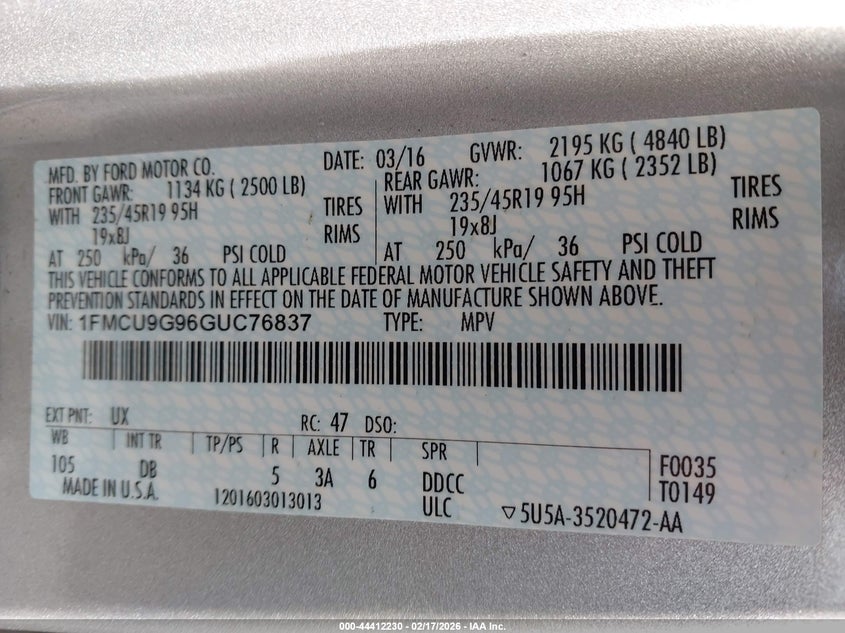 MFD. BY FORD MOTOR CO. DATE: 03/16 GVWR: 2195 KG ( 4840 LB)
FRONT GAWR: 1134 KG ( 2500 LB) REAR GAWR: 1067 KG ( 2352 LB)
WITH 235/45R19 95H TIRES WITH 235/45R19 95H TIRES
19x8J RIMS 19x8J RIMS
AT 250 kPa/ 36 PSI COLD AT 250 kPa/ 36 PSI COLD
THIS VEHICLE CONFORMS TO ALL APPLICABLE FEDERAL MOTOR VEHICLE SAFETY AND THEFT
PREVENTION STANDARDS IN EFFECT ON THE DATE OF MANUFACTURE SHOWN ABOVE.
VIN: 1FMCU9G96GUC76837 TYPE: MPV
EXT PNT: UX RC: 47 DSO:
WB INT TR TP/PS R AXLE TR SPR
105 DB 5 3A 6 DDCC F0035
MADE IN U.S.A. 1201603013013 ULC T0149
▽5U5A-3520472-AA
000-44412230 - 02/17/2026 - IAA Inc.